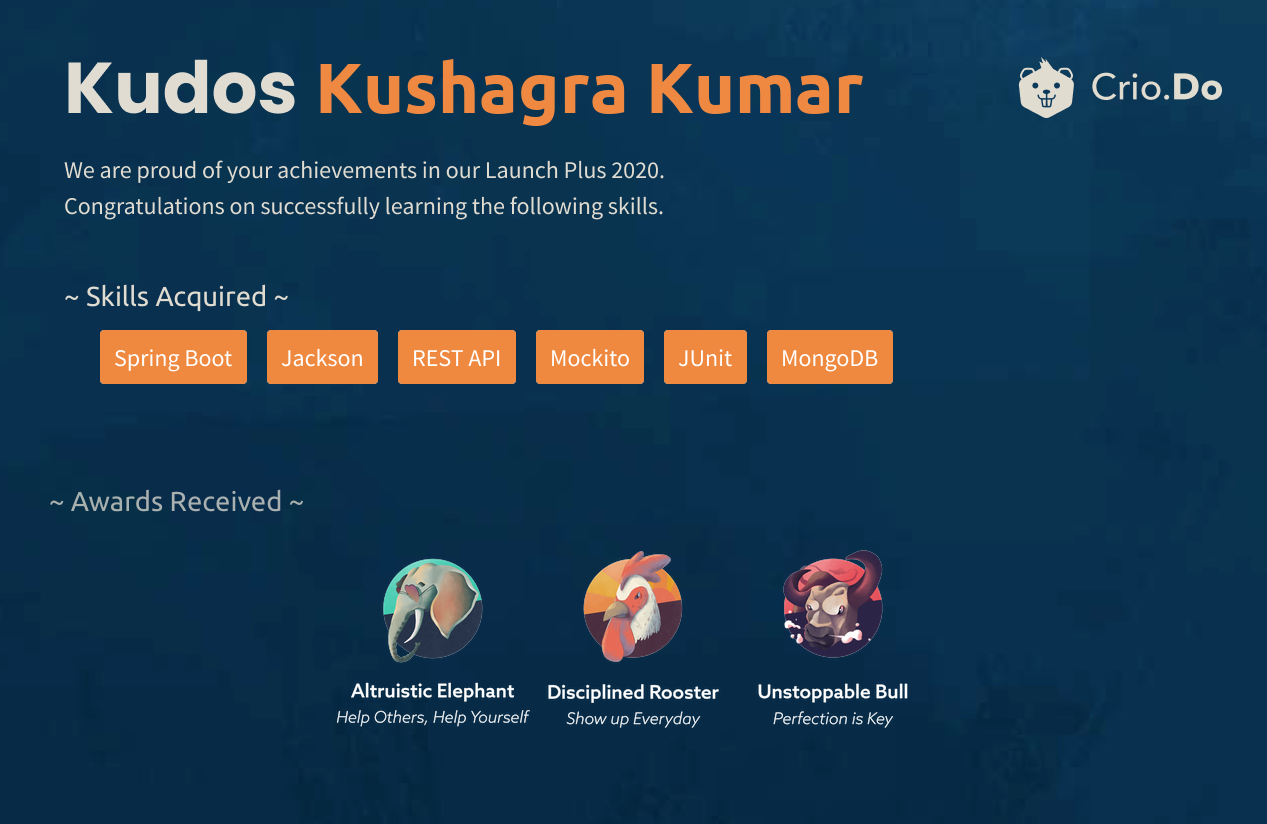 Kudos Kushagra Kumar
Crio.Do
We are proud of your achievements in our Launch Plus 2020.
Congratulations on successfully learning the following skills.
~ Skills Acquired ~
Spring Boot Jackson REST API Mockito JUnit MongoDB
~ Awards Received ~
Altruistic Elephant Disciplined Rooster Unstoppable Bull
Help Others, Help Yourself Show up Everyday Perfection is Key